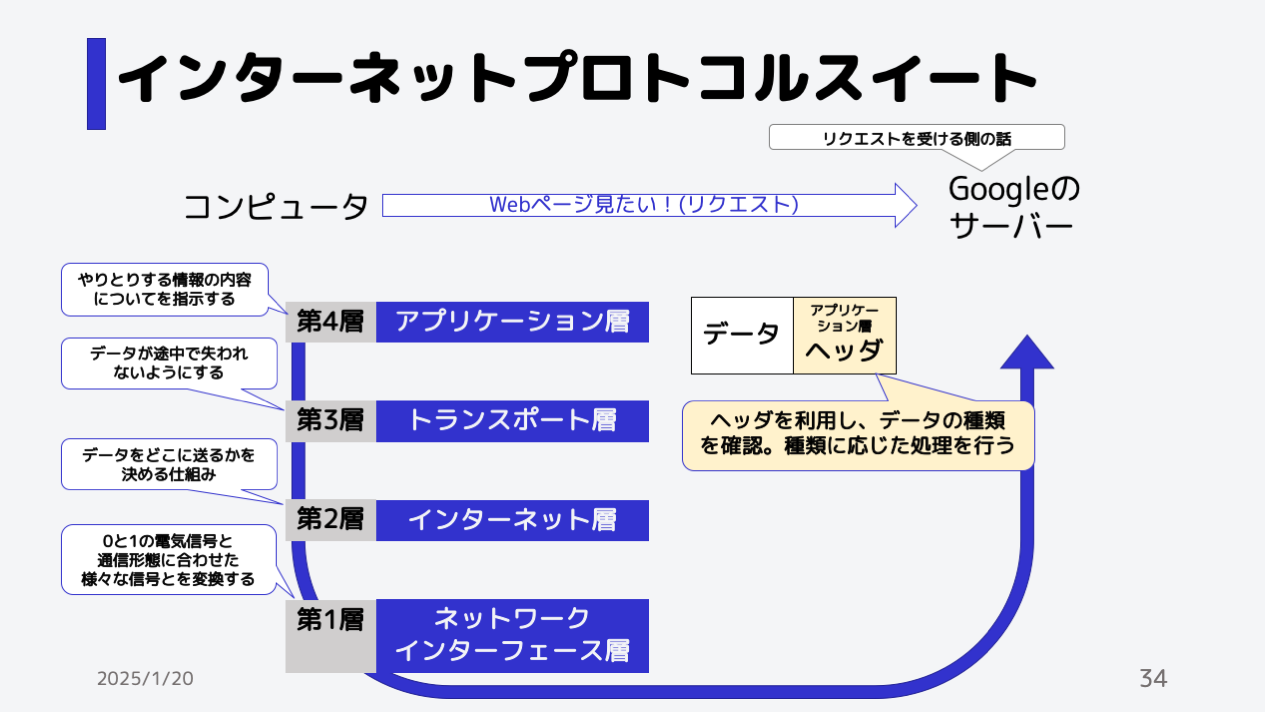 インターネットプロトコルスイート
リクエストを受ける側の話
コンピュータ
Webページ見たい！(リクエスト)
Googleの
サーバー
やりとりする情報の内容
についてを指示する
第4層
アプリケーション層
データが途中で失われ
ないようにする
第3層
トランスポート層
データをどこに送るかを
決める仕組み
第2層
インターネット層
0と1の電気信号と
通信形態に合わせた
様々な信号とを変換する
第1層
ネットワーク
インターフェース層
データ
アプリケー
ション層
ヘッダ
ヘッダを利用し、データの種類
を確認。種類に応じた処理を行う
2025/1/20
34